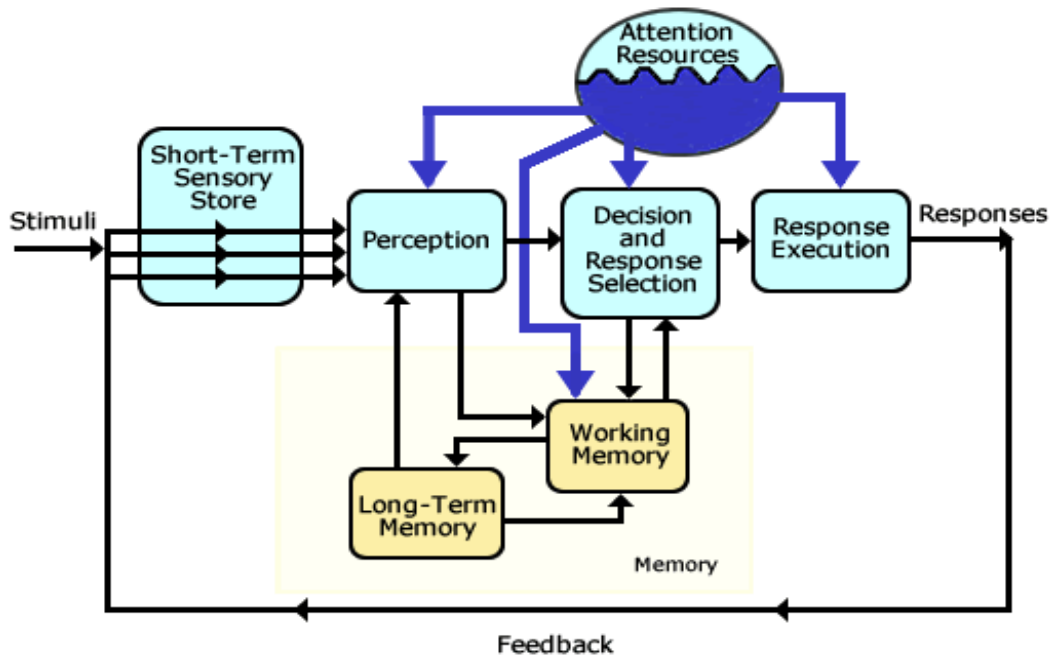 Attention
Resources
Short-Term
Sensory
Store
Stimuli
Perception
Decision
and
Response
Selection
Response
Execution
Responses
Working
Memory
Long-Term
Memory
Memory
Feedback